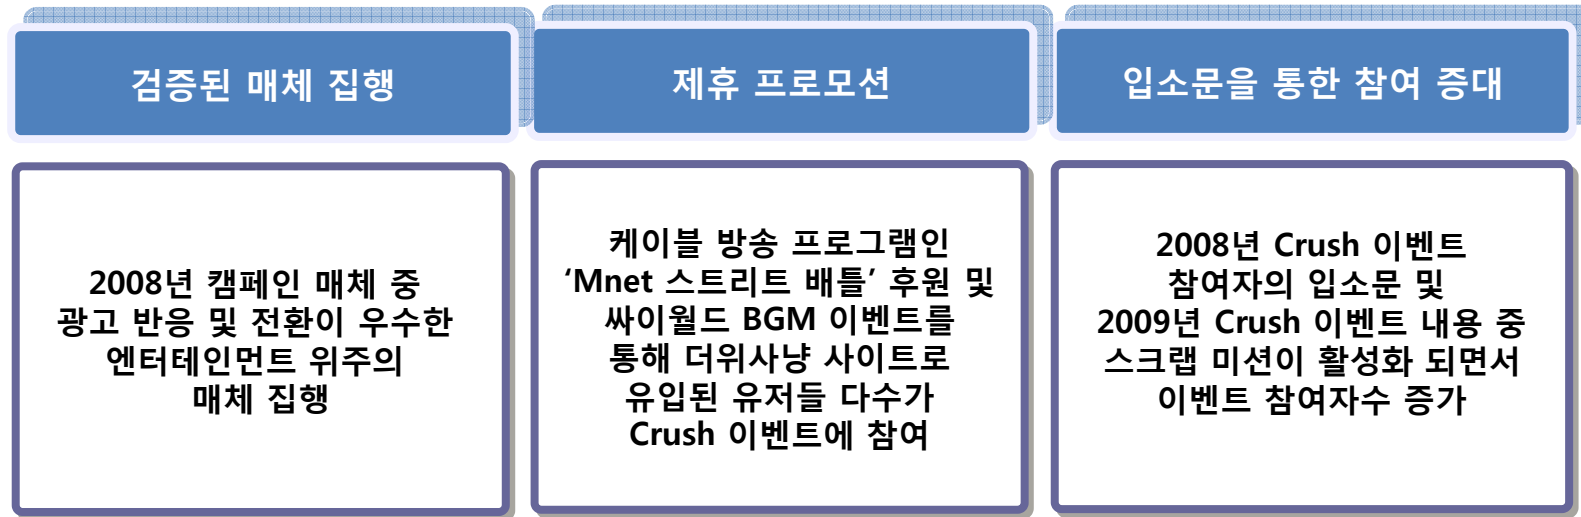 검증된 매체 집행
제휴 프로모션
입소문을 통한 참여 증대
2008년 캠페인 매체 중
광고 반응 및 전환이 우수한
엔터테인먼트 위주의
매체 집행
케이블 방송 프로그램인
‘Mnet 스트리트 배틀’ 후원 및
싸이월드 BGM 이벤트를
통해 더위사냥 사이트로
유입된 유저들 다수가
Crush 이벤트에 참여
2008년 Crush 이벤트
참여자의 입소문 및
2009년 Crush 이벤트 내용 중
스크랩 미션이 활성화 되면서
이벤트 참여자수 증가